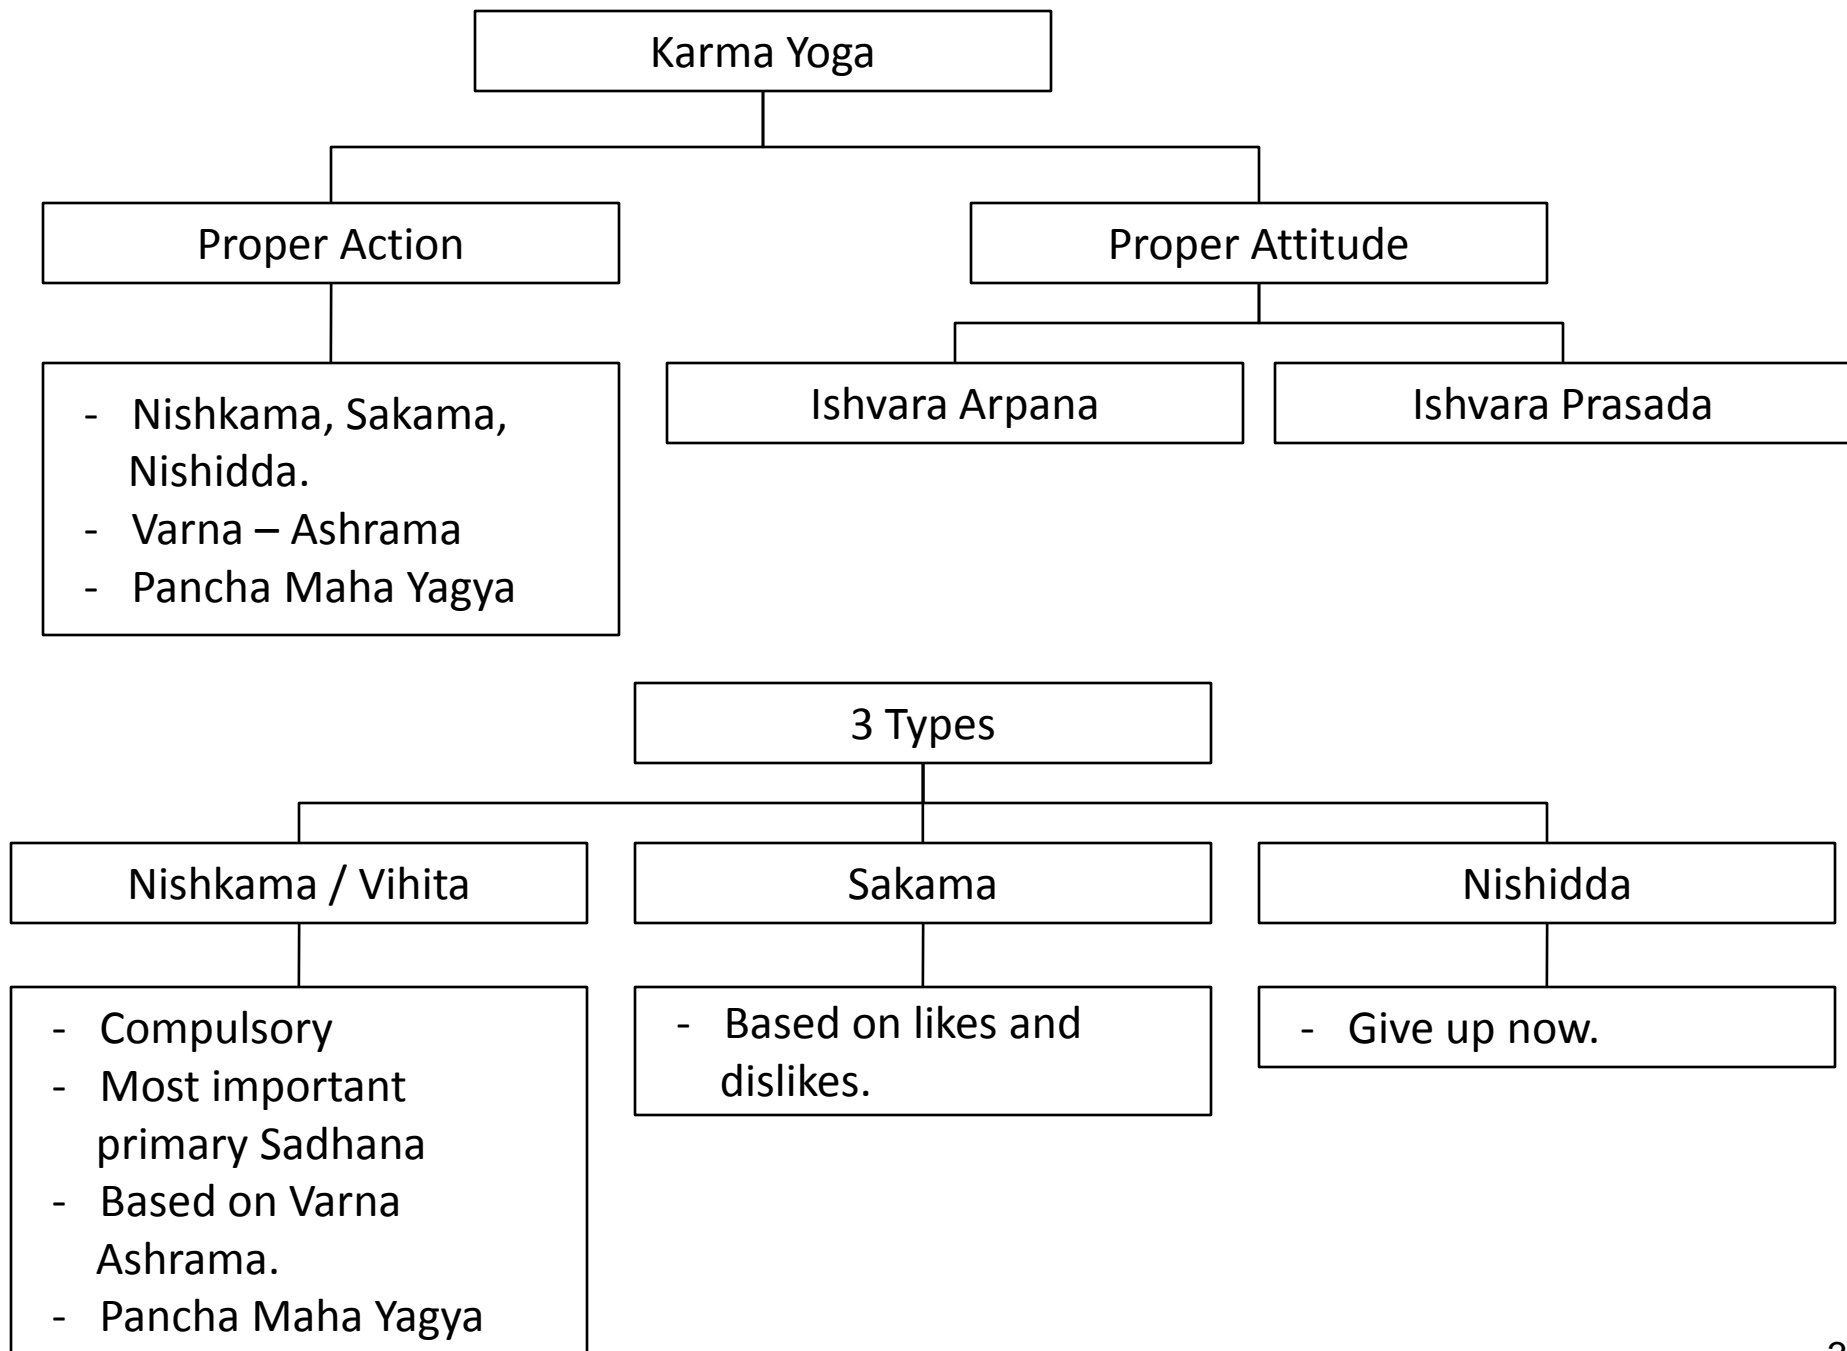 Karma Yoga
Proper Action
Proper Attitude
- Nishkama, Sakama,
Nishidda.
- Varna – Ashrama
- Pancha Maha Yagya
Ishvara Arpana
Ishvara Prasada
3 Types
Nishkama / Vihita
Sakama
Nishidda
- Compulsory
- Most important
primary Sadhana
- Based on Varna
Ashrama.
- Pancha Maha Yagya
- Based on likes and
dislikes.
- Give up now.